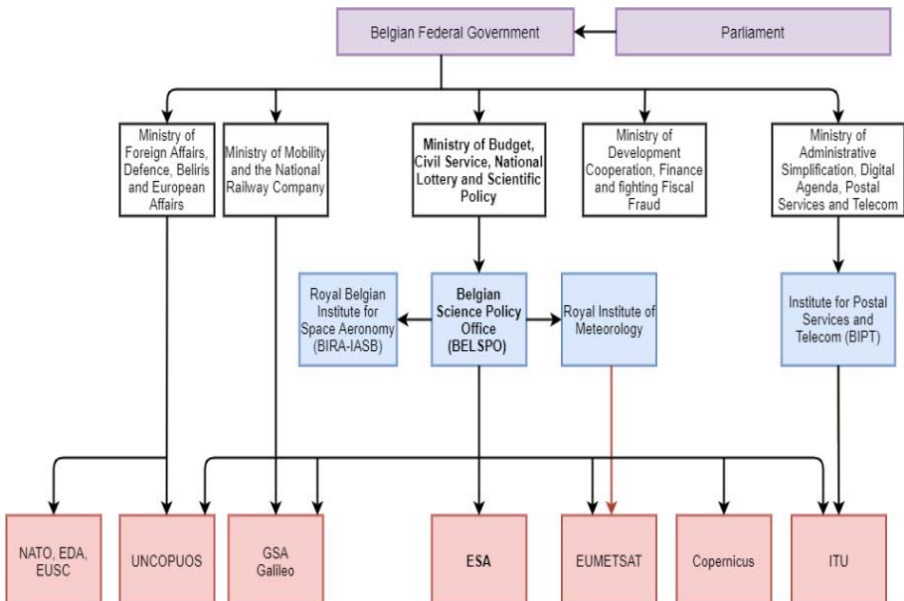 Belgian Federal Government
Parliament
Ministry of
Foreign Affairs,
Defence, Beliris
and European
Affairs
Ministry of Mobility
and the National
Railway Company
Ministry of Budget,
Civil Service, National
Lottery and Scientific
Policy
Ministry of
Development
Cooperation, Finance
and fighting Fiscal
Fraud
Ministry of
Administrative
Simplification, Digital
Agenda, Postal
Services and Telecom
Royal Belgian
Institute for
Space Aeronomy
(BIRA-IASB)
Belgian
Science Policy
Office
(BELSPO)
Royal Institute of
Meteorology
Institute for Postal
Services and
Telecom (BIPT)
NATO, EDA,
EUSC
UNCOPUOS
GSA
Galileo
ESA
EUMETSAT
Copernicus
ITU